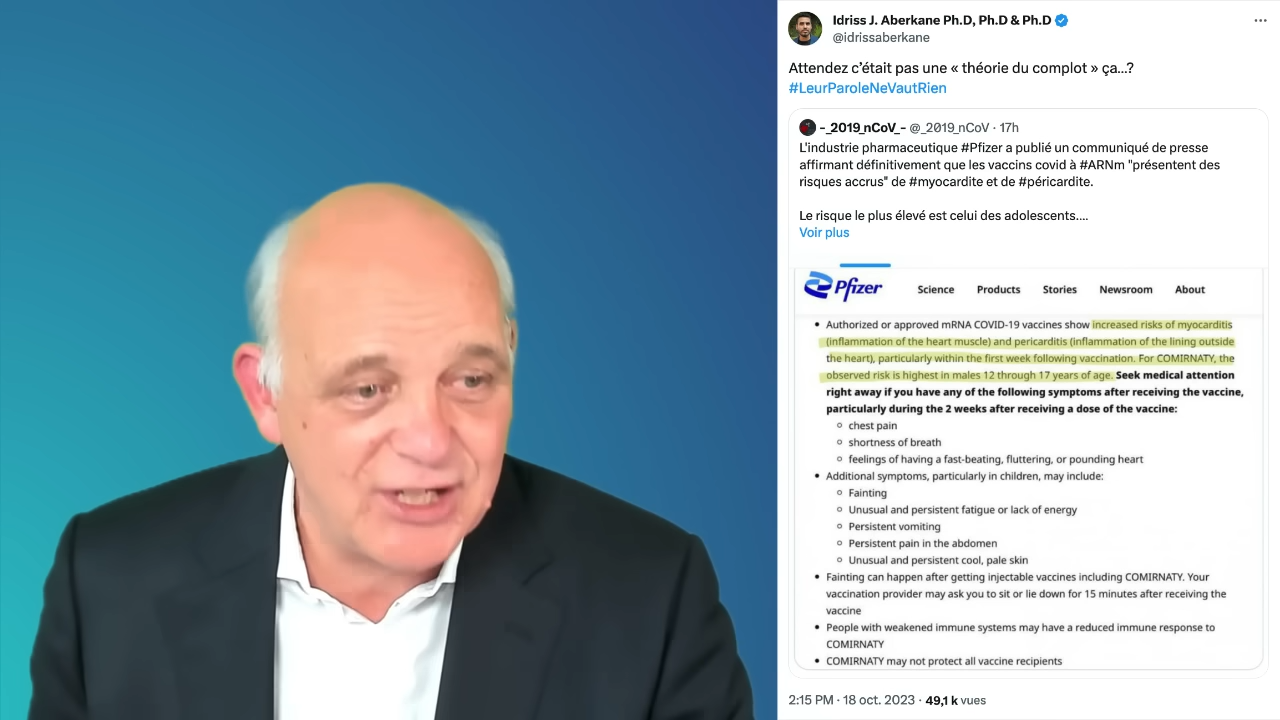 Idriss J. Aberkane Ph.D, Ph.D & Ph.D
@idrissaberkane
Attendez c'était pas une « théorie du complot » ça...?
#LeurParoleNeVautRien
-_2019_nCoV_- @_2019_nCoV · 17h
L'industrie pharmaceutique #Pfizer a publié un communiqué de presse
affirmant définitivement que les vaccins covid à #ARNm "présentent des
risques accrus" de #myocardite et de #péricardite.
Le risque le plus élevé est celui des adolescents....
Voir plus
Pfizer Science Products Stories Newsroom About
• Authorized or approved mRNA COVID-19 vaccines show increased risks of myocarditis
(inflammation of the heart muscle) and pericarditis (inflammation of the lining outside
the heart), particularly within the first week following vaccination. For COMIRNATY, the
observed risk is highest in males 12 through 17 years of age. Seek medical attention
right away if you have any of the following symptoms after receiving the vaccine,
particularly during the 2 weeks after receiving a dose of the vaccine:
◦ chest pain
◦ shortness of breath
◦ feelings of having a fast-beating, fluttering, or pounding heart
• Additional symptoms, particularly in children, may include:
◦ Fainting
◦ Unusual and persistent fatigue or lack of energy
◦ Persistent vomiting
◦ Persistent pain in the abdomen
◦ Unusual and persistent cool, pale skin
• Fainting can happen after getting injectable vaccines including COMIRNATY. Your
vaccination provider may ask you to sit or lie down for 15 minutes after receiving the
vaccine
• People with weakened immune systems may have a reduced immune response to
COMIRNATY
• COMIRNATY may not protect all vaccine recipients
2:15 PM · 18 oct. 2023 · 49,1 k vues